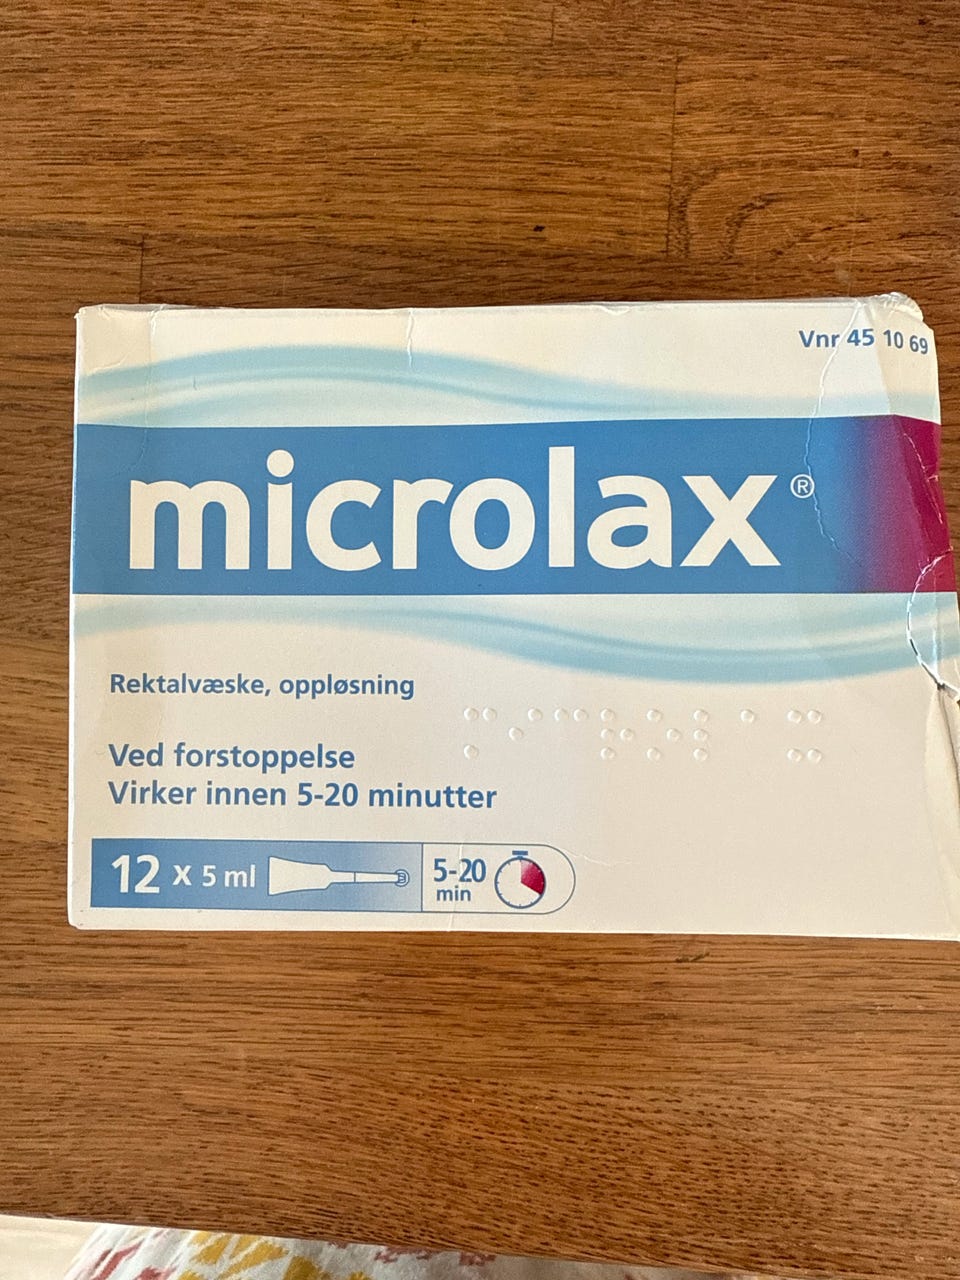 Vnr 45 10 69
microlax®
Rektalvæske, oppløsning
Ved forstoppelse
Virker innen 5-20 minutter
12 x 5 ml
5-20
min